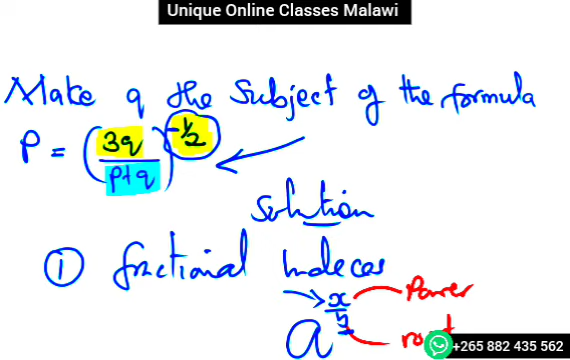 Unique Online Classes Malawi
Make q the subject of the formula
P = (3q / p+q)^-1/2
Solution
① fractional indeces
a^x/y
Power
root
+265 882 435 562